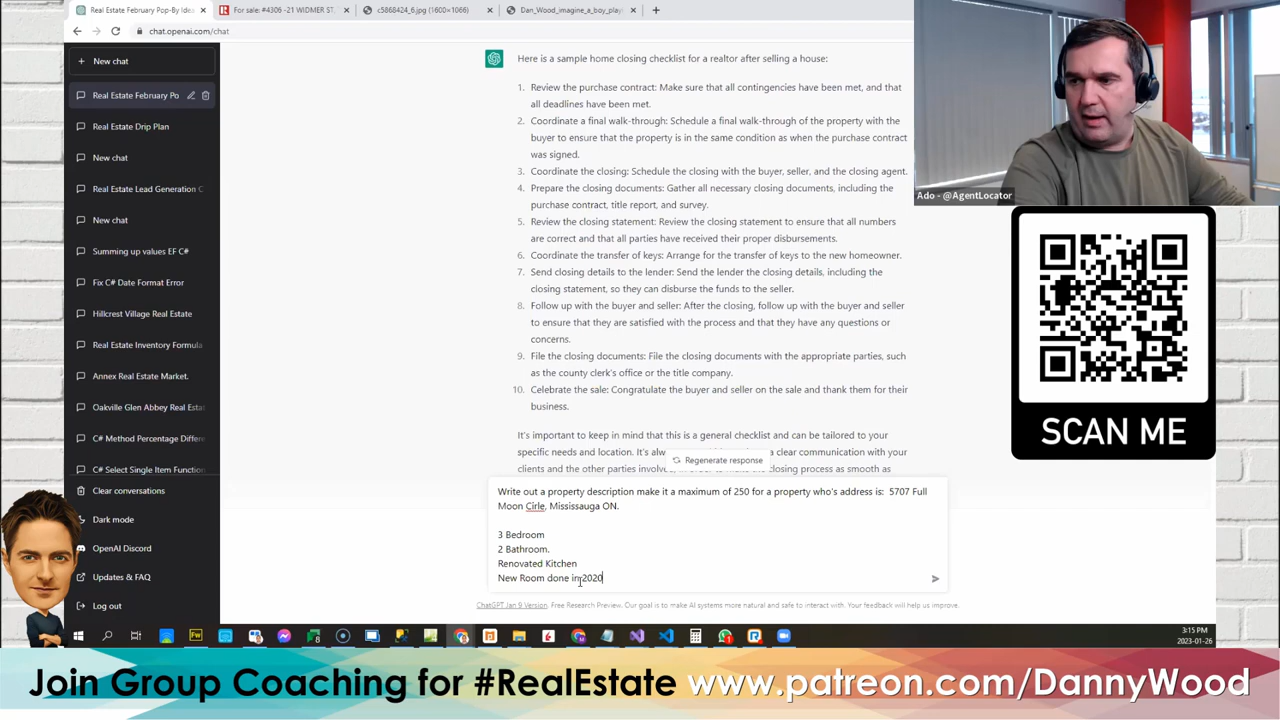 Real Estate February Pop-By Idea
For sale: #4306 -21 WIDMER ST,
c5868424_6.jpg (1600×1066)
Dan_Wood_imagine_a_boy_play
chat.openai.com/chat
New chat
Real Estate February Po
Real Estate Drip Plan
New chat
Real Estate Lead Generation C
New chat
Summing up values EF C#
Fix C# Date Format Error
Hillcrest Village Real Estate
Real Estate Inventory Formula
Annex Real Estate Market.
Oakville Glen Abbey Real Estat
C# Method Percentage Differen
C# Select Single Item Function
Clear conversations
Dark mode
OpenAI Discord
Updates & FAQ
Log out
Here is a sample home closing checklist for a realtor after selling a house:
1. Review the purchase contract: Make sure that all contingencies have been met, and that
all deadlines have been met.
2. Coordinate a final walk-through: Schedule a final walk-through of the property with the
buyer to ensure that the property is in the same condition as when the purchase contract
was signed.
3. Coordinate the closing: Schedule the closing with the buyer, seller, and the closing agent.
4. Prepare the closing documents: Gather all necessary closing documents, including the
purchase contract, title report, and survey.
5. Review the closing statement: Review the closing statement to ensure that all numbers
are correct and that all parties have received their proper disbursements.
6. Coordinate the transfer of keys: Arrange for the transfer of keys to the new homeowner.
7. Send closing details to the lender: Send the lender the closing details, including the
closing statement, so they can disburse the funds to the seller.
8. Follow up with the buyer and seller: After the closing, follow up with the buyer and seller
to ensure that they are satisfied with the process and that they have any questions or
concerns.
9. File the closing documents: File the closing documents with the appropriate parties, such
as the county clerk's office or the title company.
10. Celebrate the sale: Congratulate the buyer and seller on the sale and thank them for their
business.
It's important to keep in mind that this is a general checklist and can be tailored to your
specific needs and location. It's alw a clear communication with your
clients and the other parties involve closing process as smooth as
Regenerate response
Write out a property description make it a maximum of 250 for a property who's address is: 5707 Full
Moon Cirle, Mississauga ON.
3 Bedroom
2 Bathroom.
Renovated Kitchen
New Room done in 2020
ChatGPT Jan 9 Version. Free Research Preview. Our goal is to make AI systems more natural and safe to interact with. Your feedback will help us improve.
3:15 PM
2023-01-26
Ado - @AgentLocator
SCAN ME
Join Group Coaching for #RealEstate www.patreon.com/DannyWood